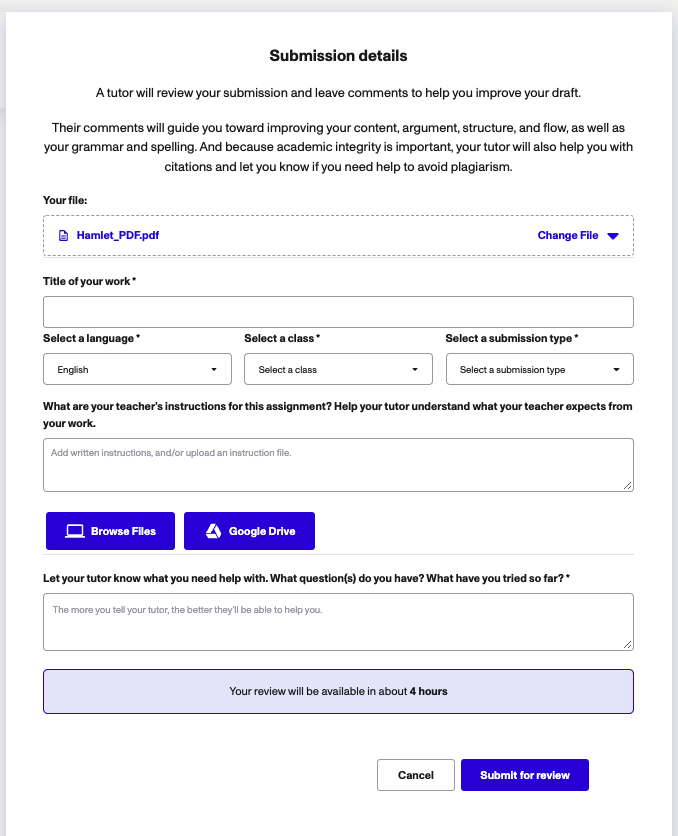 Submission details
A tutor will review your submission and leave comments to help you improve your draft.
Their comments will guide you toward improving your content, argument, structure, and flow, as well as
your grammar and spelling. And because academic integrity is important, your tutor will also help you with
citations and let you know if you need help to avoid plagiarism.
Your file:
Hamlet_PDF.pdf
Change File
Title of your work *
Select a language *
Select a class *
Select a submission type *
English
Select a class
Select a submission type
What are your teacher's instructions for this assignment? Help your tutor understand what your teacher expects from
your work.
Add written instructions, and/or upload an instruction file.
Browse Files
Google Drive
Let your tutor know what you need help with. What question(s) do you have? What have you tried so far? *
The more you tell your tutor, the better they'll be able to help you.
Your review will be available in about 4 hours
Cancel
Submit for review